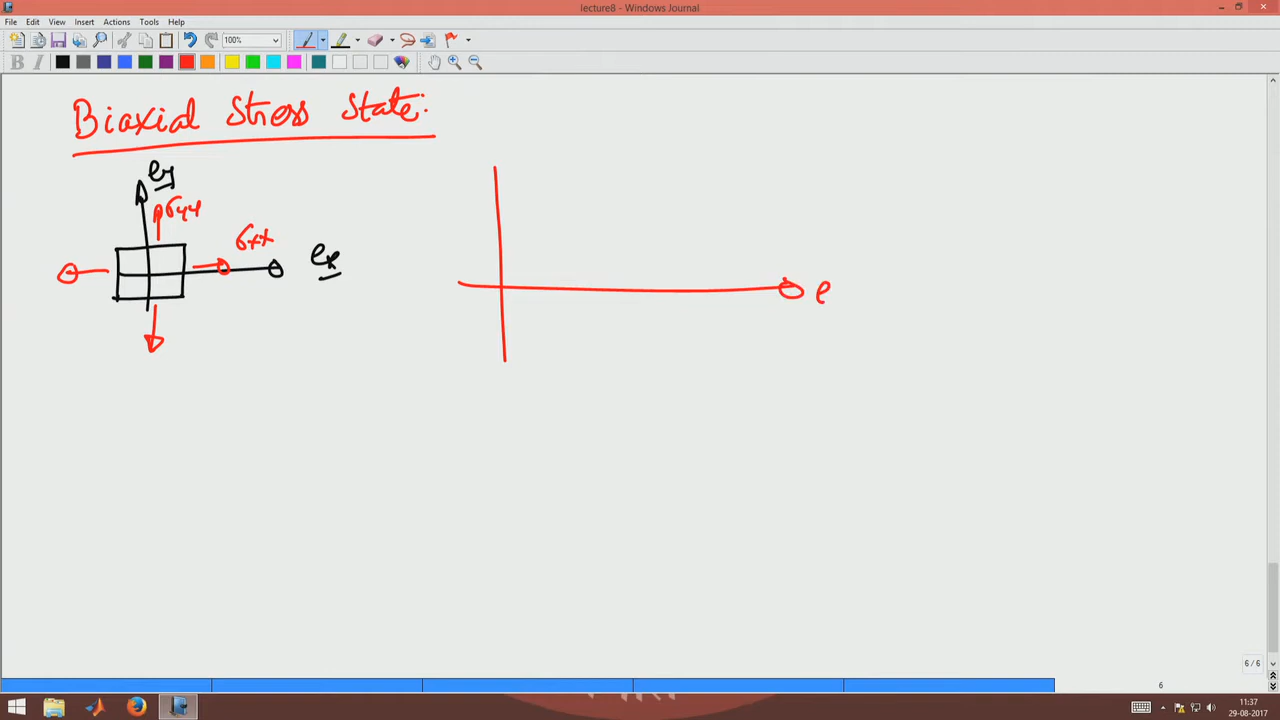 lecture8 - Windows Journal
File Edit View Insert Actions Tools Help
100%
B I
Biaxial Stress State:
ey
σyy
σxx
ex
e
6 / 6
6
11:37
29-08-2017